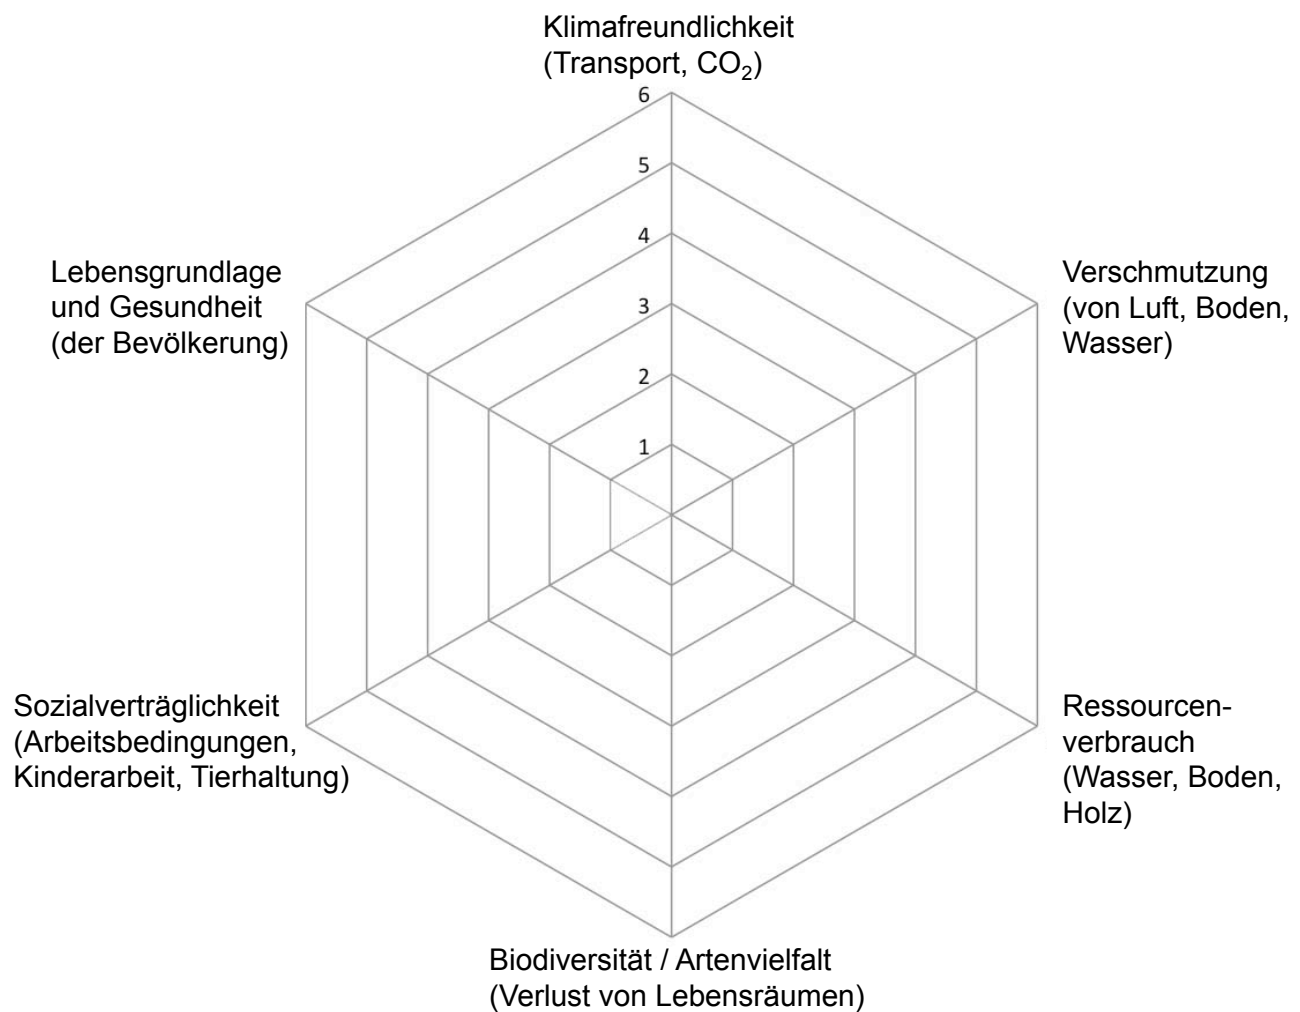 Klimafreundlichkeit
(Transport, CO₂)
6
5
4
3
2
1
Lebensgrundlage
und Gesundheit
(der Bevölkerung)
Verschmutzung
(von Luft, Boden,
Wasser)
Sozialverträglichkeit
(Arbeitsbedingungen,
Kinderarbeit, Tierhaltung)
Ressourcen-
verbrauch
(Wasser, Boden,
Holz)
Biodiversität / Artenvielfalt
(Verlust von Lebensräumen)